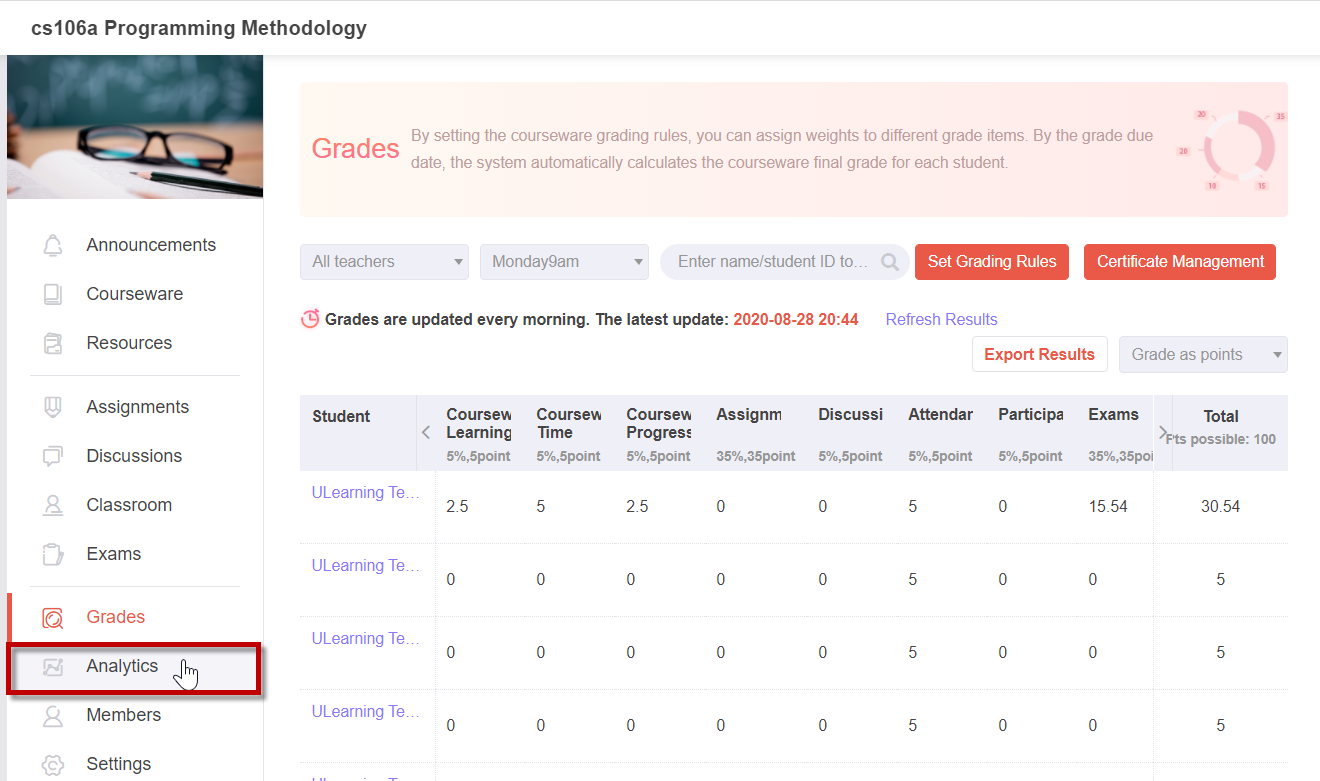 cs106a Programming Methodology
Announcements
Courseware
Resources
Assignments
Discussions
Classroom
Exams
Grades
Analytics
Members
Settings
Grades
By setting the courseware grading rules, you can assign weights to different grade items. By the grade due
date, the system automatically calculates the courseware final grade for each student.
20
35
20
10
15
All teachers
Monday9am
Enter name/student ID to…
Set Grading Rules
Certificate Management
Grades are updated every morning. The latest update: 2020-08-28 20:44 Refresh Results
Export Results
Grade as points
Student
Coursew
Learning
5%,5point
Coursew
Time
5%,5point
Coursew
Progress
5%,5point
Assignm
35%,35point
Discussi
5%,5point
Attendar
5%,5point
Participa
5%,5point
Exams
35%,35poi
Total
Pts possible: 100
ULearning Te… 2.5 5 2.5 0 0 5 0 15.54 30.54
ULearning Te… 0 0 0 0 0 5 0 0 5
ULearning Te… 0 0 0 0 0 5 0 0 5
ULearning Te… 0 0 0 0 0 5 0 0 5